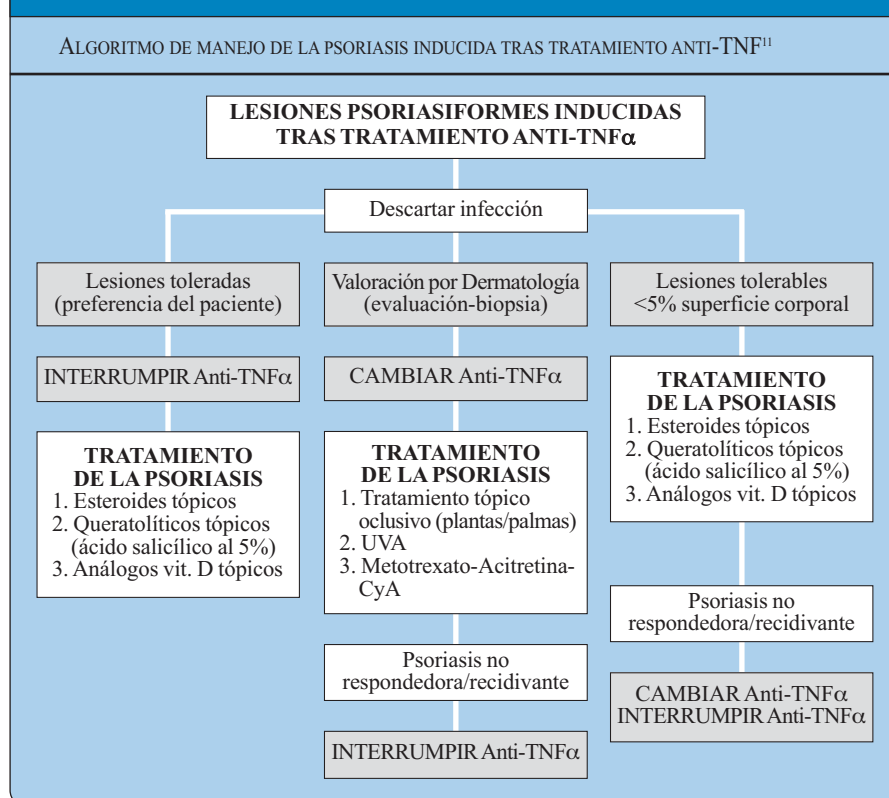 ALGORITMO DE MANEJO DE LA PSORIASIS INDUCIDA TRAS TRATAMIENTO ANTI-TNF11
LESIONES PSORIASIFORMES INDUCIDAS
TRAS TRATAMIENTO ANTI-TNFα
Descartar infección
Lesiones toleradas
(preferencia del paciente)
INTERRUMPIR Anti-TNFα
TRATAMIENTO
DE LA PSORIASIS
1. Esteroides tópicos
2. Queratolíticos tópicos
(ácido salicílico al 5%)
3. Análogos vit. D tópicos
Valoración por Dermatología
(evaluación-biopsia)
CAMBIAR Anti-TNFα
TRATAMIENTO
DE LA PSORIASIS
1. Tratamiento tópico
oclusivo (plantas/palmas)
2. UVA
3. Metotrexato-Acitretina-
CyA
Psoriasis no
respondedora/recidivante
INTERRUMPIR Anti-TNFα
Lesiones tolerables
<5% superficie corporal
TRATAMIENTO
DE LA PSORIASIS
1. Esteroides tópicos
2. Queratolíticos tópicos
(ácido salicílico al 5%)
3. Análogos vit. D tópicos
Psoriasis no
respondedora/recidivante
CAMBIAR Anti-TNFα
INTERRUMPIR Anti-TNFα